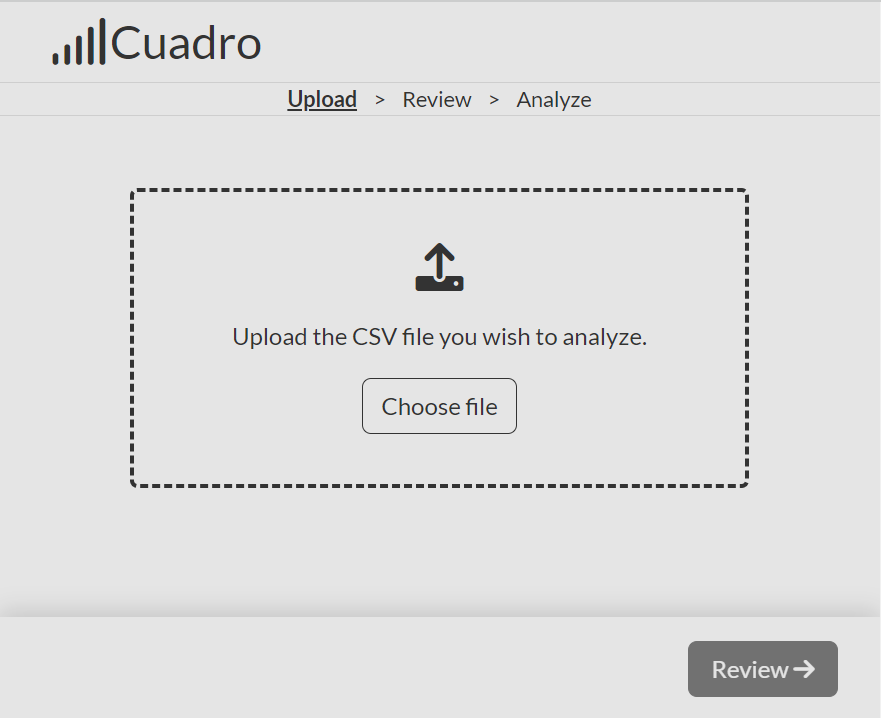 Cuadro
Upload > Review > Analyze
Upload the CSV file you wish to analyze.
Choose file
Review